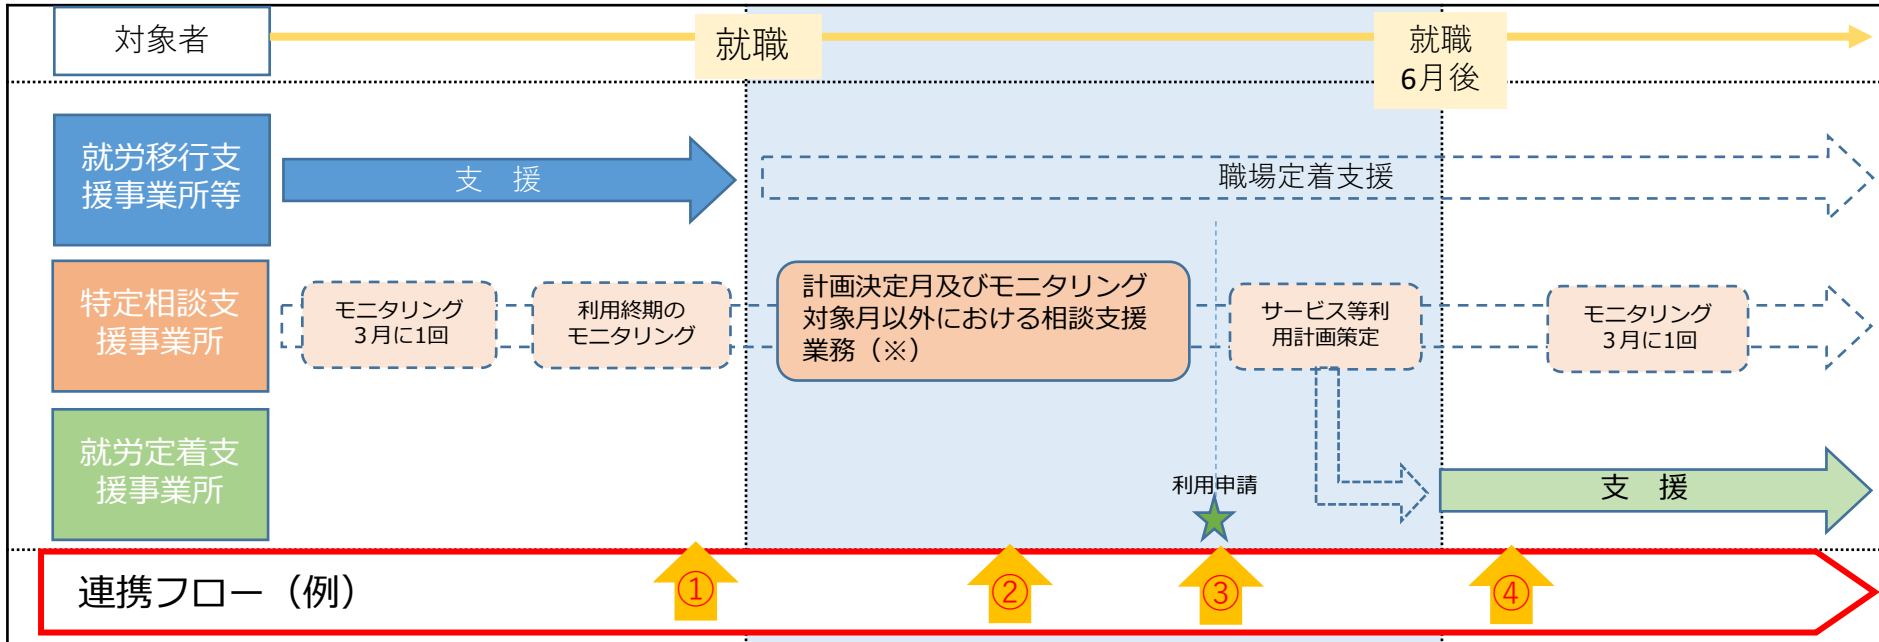 対象者
就職
就職
6月後
就労移行支
援事業所等
支　援
職場定着支援
特定相談支
援事業所
モニタリング
３月に1回
利用終期の
モニタリング
計画決定月及びモニタリング
対象月以外における相談支援
業務（※）
サービス等利
用計画策定
モニタリング
３月に1回
就労定着支
援事業所
利用申請
支　援
連携フロー（例）
①
②
③
④